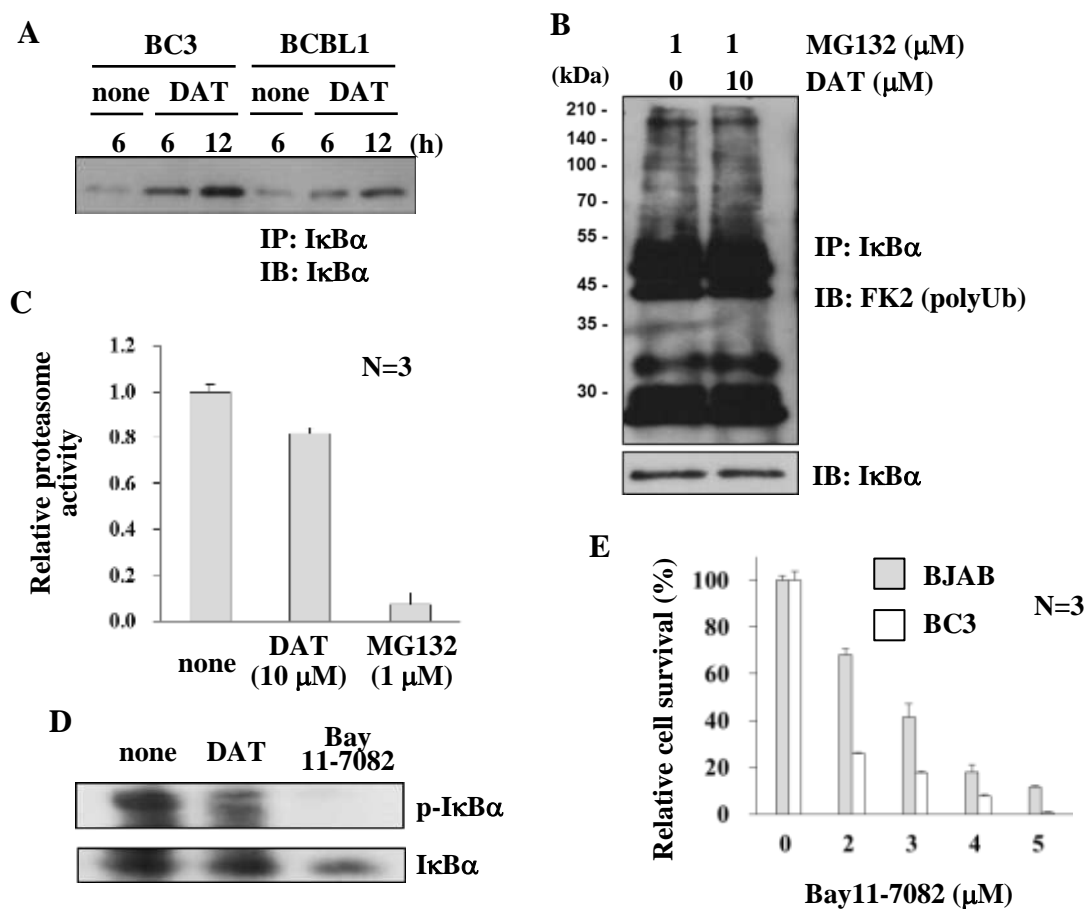 A
BC3 BCBL1
none DAT none DAT
6 6 12 6 6 12 (h)
IP: IκBα
IB: IκBα
B
1 1 MG132 (μM)
(kDa) 0 10 DAT (μM)
210 -
140 -
100 -
70 -
55 -
45 -
35 -
30 -
IP: IκBα
IB: FK2 (polyUb)
IB: IκBα
C
Relative proteasome
activity
1.2
1.0
0.8
0.6
0.4
0.2
0.0
N=3
none DAT MG132
(10 μM) (1 μM)
D
none DAT Bay
11-7082
p-IκBα
IκBα
E
Relative cell survival (%)
100
80
60
40
20
0
BJAB
BC3
N=3
0 2 3 4 5
Bay11-7082 (μM)